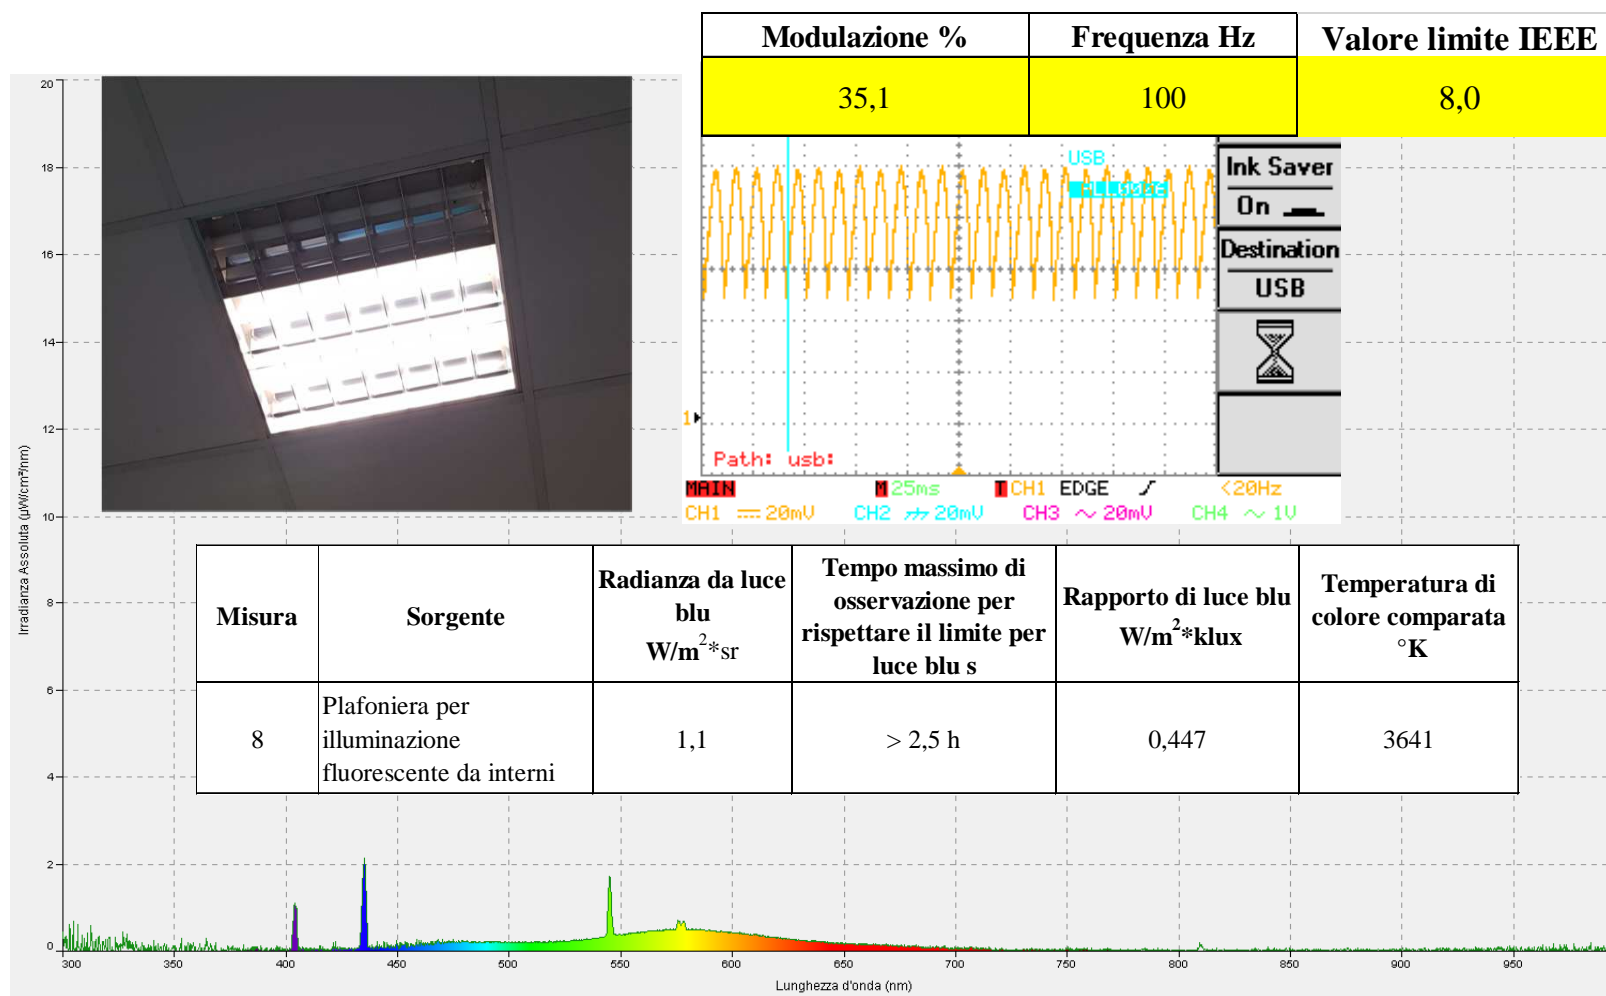 Modulazione % Frequenza Hz Valore limite IEEE
35,1 100 8,0
USB
Ink Saver
On
Destination
USB
1
Path: usb:
MAIN M 25ms T CH1 EDGE <20Hz
CH1 20mV CH2 20mV CH3 20mV CH4 1V
Irradianza Assoluta (µW/cm²/nm)
20
18
16
14
12
10
8
6
4
2
0
Misura
Sorgente
Radianza da luce
blu
W/m²*sr
Tempo massimo di
osservazione per
rispettare il limite per
luce blu s
Rapporto di luce blu
W/m²*klux
Temperatura di
colore comparata
°K
8
Plafoniera per
illuminazione
fluorescente da interni
1,1
> 2,5 h
0,447
3641
300 350 400 450 500 550 600 650 700 750 800 850 900 950
Lunghezza d'onda (nm)